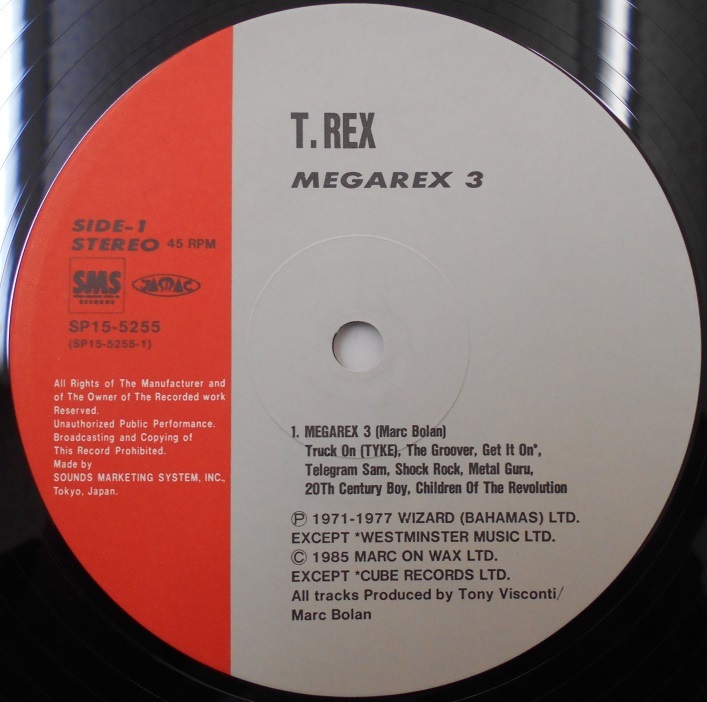 T.REX
MEGAREX 3
SIDE-1
STEREO 45 RPM
SMS
RECORDS
JASRAC
SP15-5255
(SP15-5255-1)
All Rights of The Manufacturer and
of The Owner of The Recorded work
Reserved.
Unauthorized Public Performance.
Broadcasting and Copying of
This Record Prohibited.
Made by
SOUNDS MARKETING SYSTEM, INC.,
Tokyo, Japan.
1. MEGAREX 3 (Marc Bolan)
Truck On (TYKE), The Groover, Get It On*,
Telegram Sam, Shock Rock, Metal Guru,
20Th Century Boy, Children Of The Revolution
Ⓟ 1971-1977 WIZARD (BAHAMAS) LTD.
EXCEPT *WESTMINSTER MUSIC LTD.
© 1985 MARC ON WAX LTD.
EXCEPT *CUBE RECORDS LTD.
All tracks Produced by Tony Visconti/
Marc Bolan